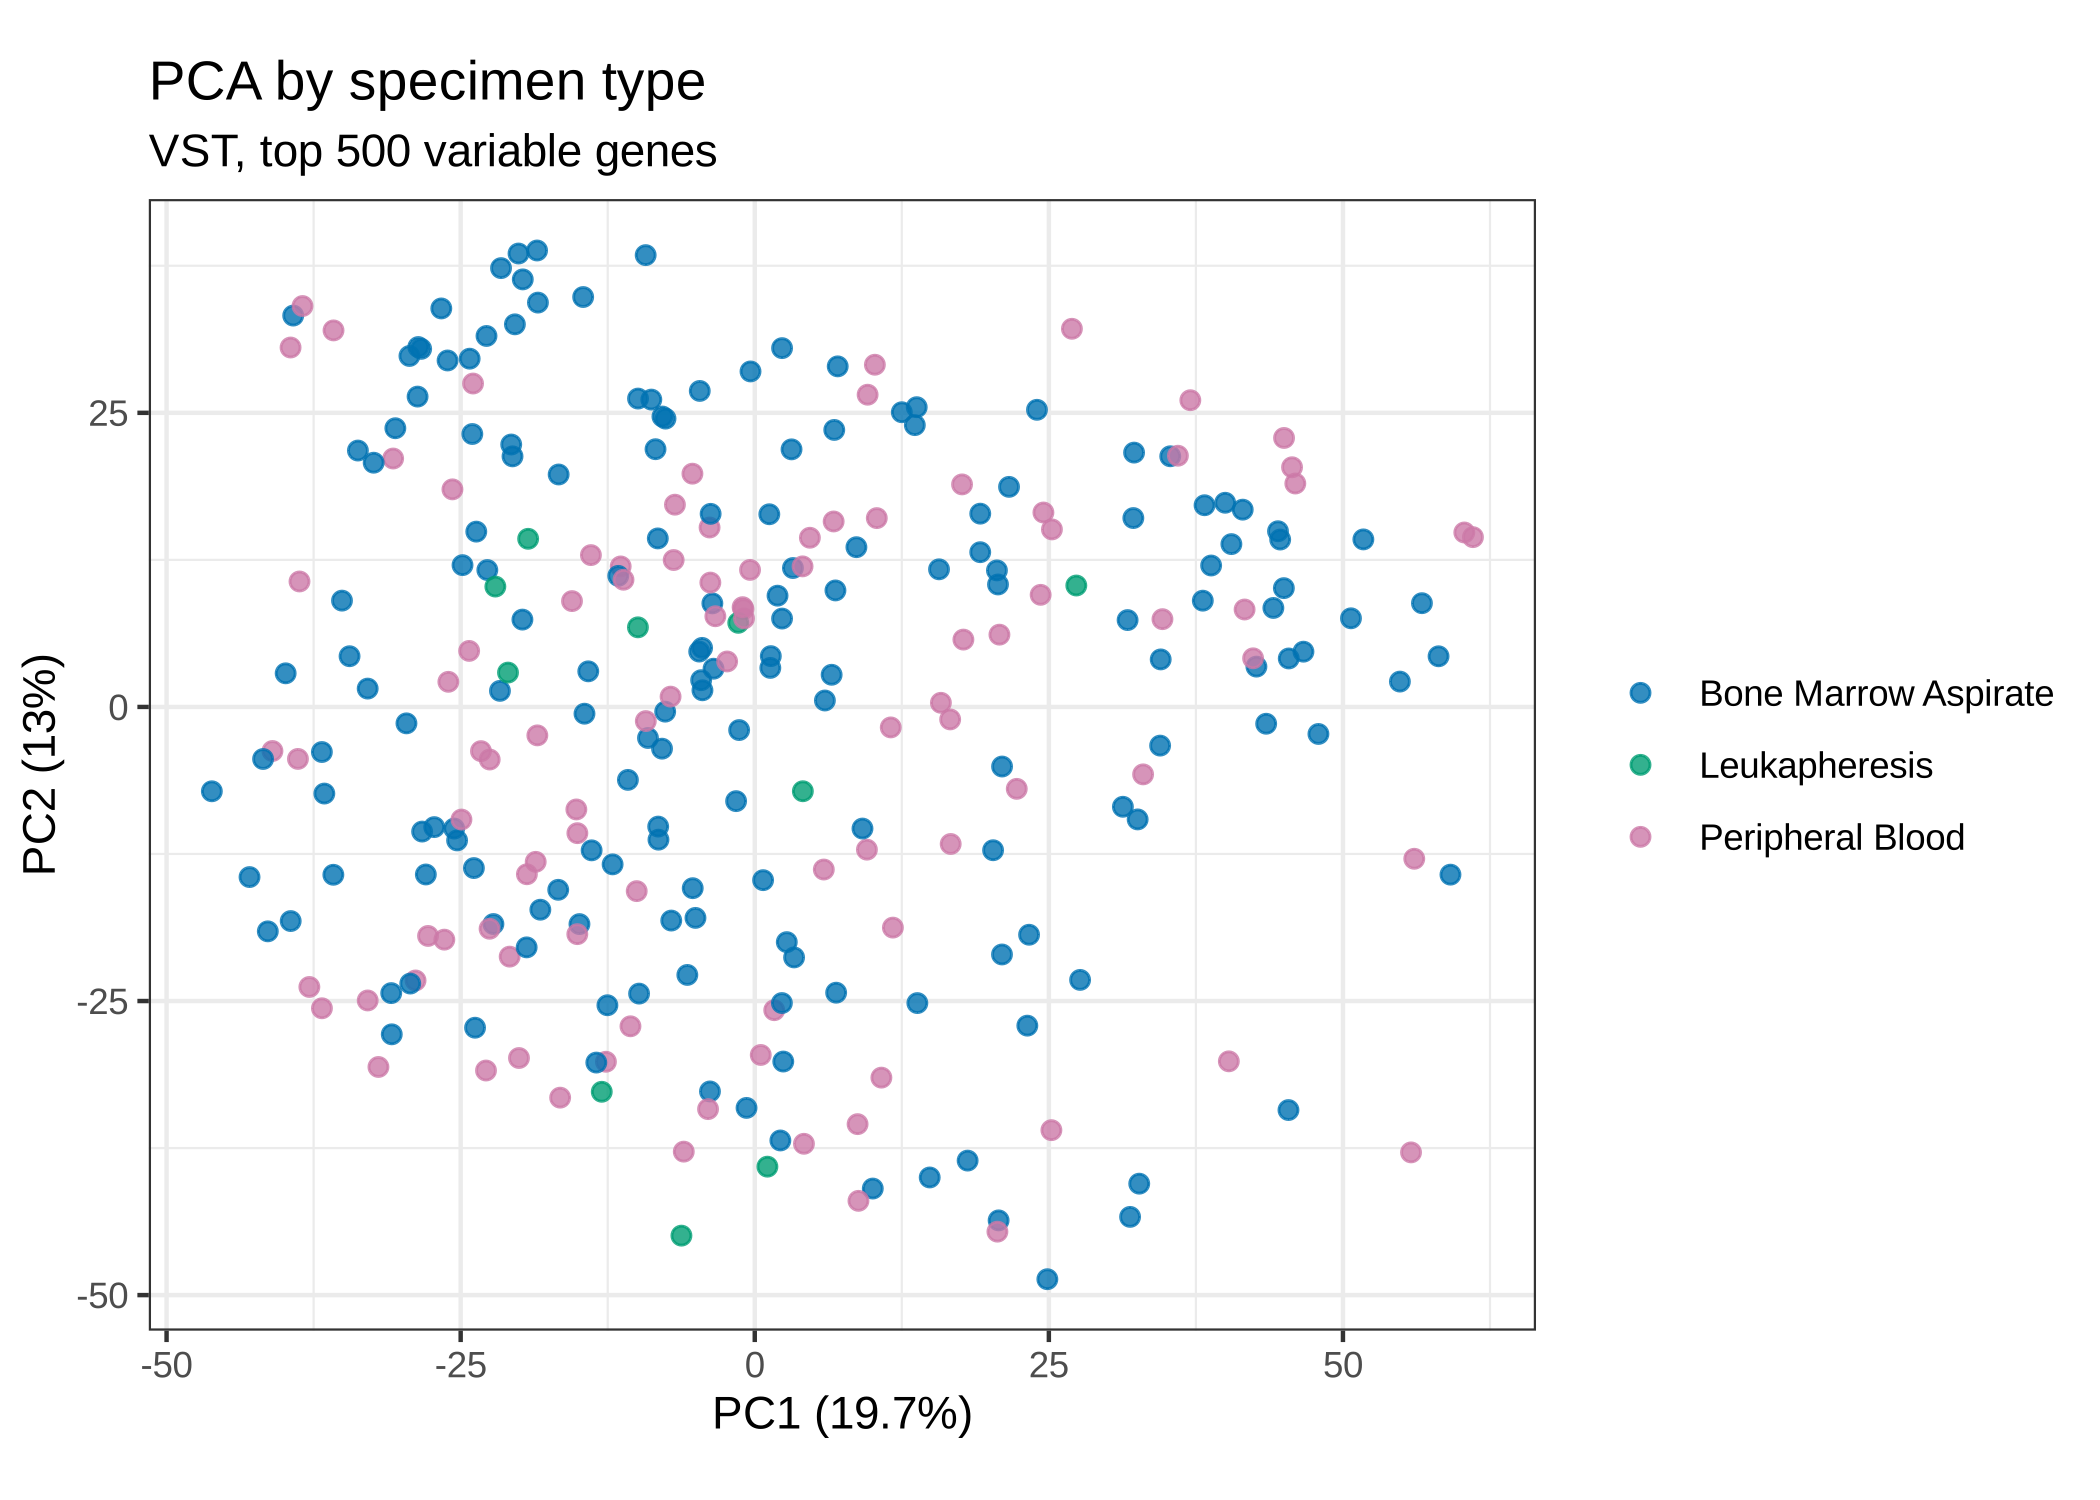 PCA by specimen type
VST, top 500 variable genes
PC2 (13%)
25
0
-25
-50
-50
-25
0
25
50
PC1 (19.7%)
Bone Marrow Aspirate
Leukapheresis
Peripheral Blood